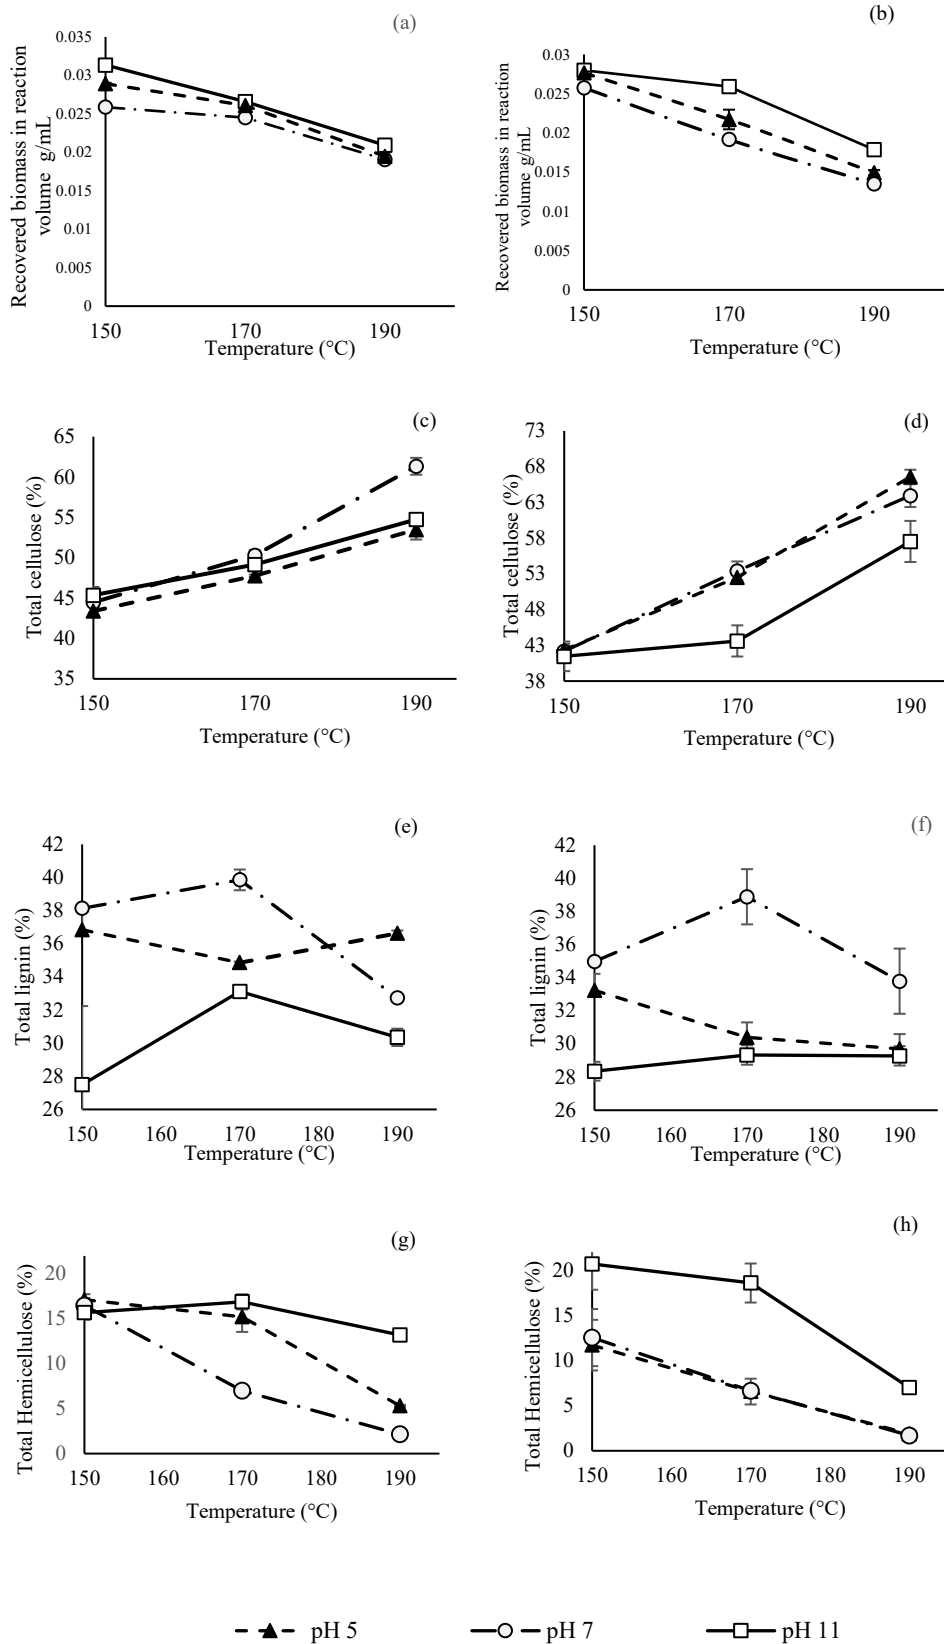 (a)
Recovered biomass in reaction
volume g/mL
0.035
0.03
0.025
0.02
0.015
0.01
0.005
0
150 170 190
Temperature (°C)
(b)
Recovered biomass in reaction
volume g/mL
0.03
0.025
0.02
0.015
0.01
0.005
0
150 170 190
Temperature (°C)
(c)
Total cellulose (%)
65
60
55
50
45
40
35
150 170 190
Temperature (°C)
(d)
Total cellulose (%)
73
68
63
58
53
48
43
38
150 170 190
Temperature (°C)
(e)
Total lignin (%)
42
40
38
36
34
32
30
28
26
150 160 170 180 190
Temperature (°C)
(f)
Total lignin (%)
42
40
38
36
34
32
30
28
26
150 160 170 180 190
Temperature (°C)
(g)
Total Hemicellulose (%)
20
15
10
5
0
150 160 170 180 190
Temperature (°C)
(h)
Total Hemicellulose (%)
20
15
10
5
0
150 160 170 180 190
Temperature (°C)
pH 5 pH 7 pH 11